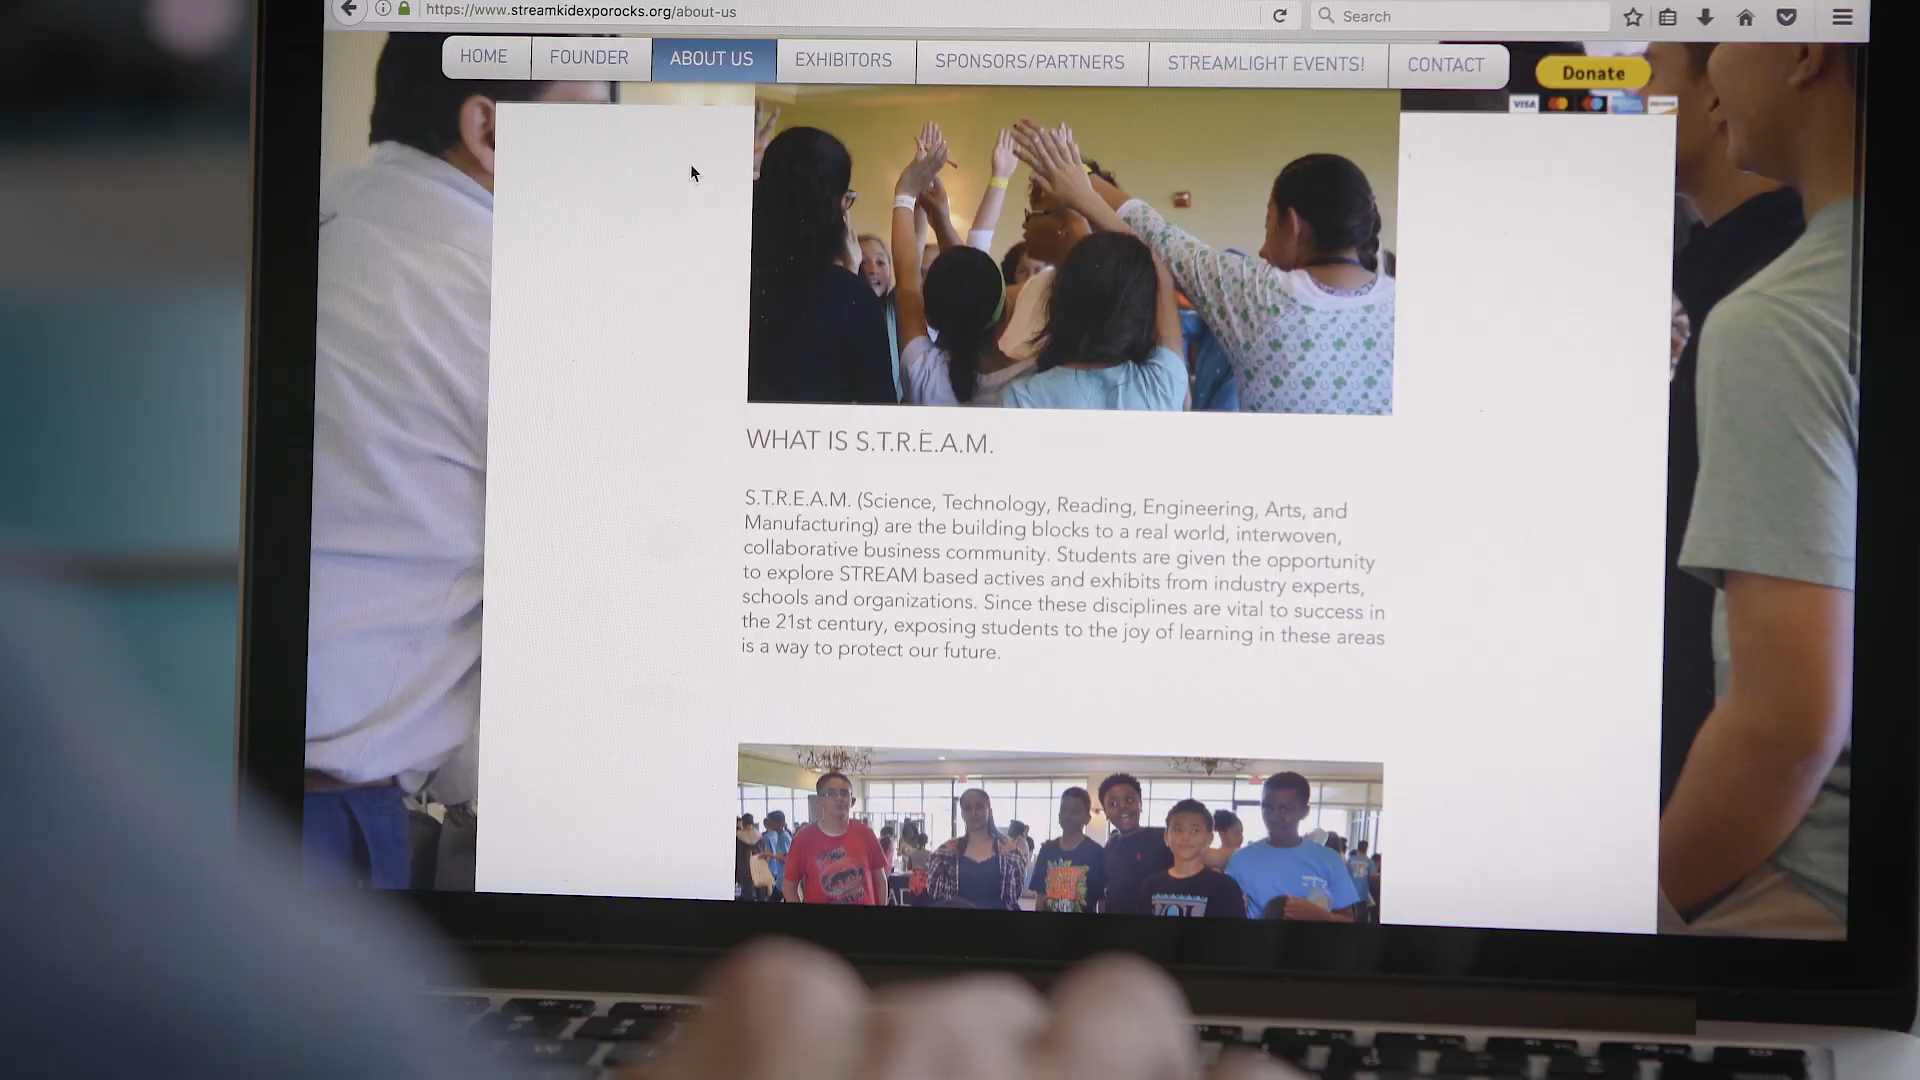 https://www.streamkidexporocks.org/about-us
Search
HOME
FOUNDER
ABOUT US
EXHIBITORS
SPONSORS/PARTNERS
STREAMLIGHT EVENTS!
CONTACT
Donate
VISA
WHAT IS S.T.R.E.A.M.
S.T.R.E.A.M. (Science, Technology, Reading, Engineering, Arts, and
Manufacturing) are the building blocks to a real world, interwoven,
collaborative business community. Students are given the opportunity
to explore STREAM based actives and exhibits from industry experts,
schools and organizations. Since these disciplines are vital to success in
the 21st century, exposing students to the joy of learning in these areas
is a way to protect our future.